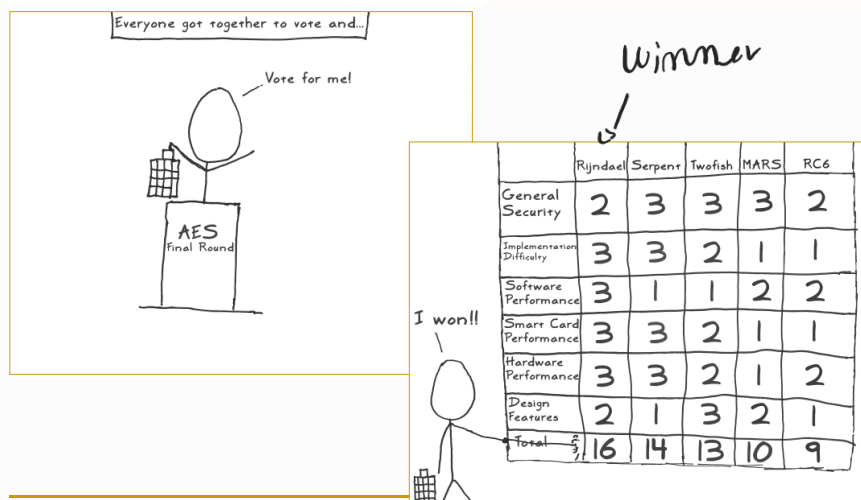 Everyone got together to vote and...
Vote for me!
AES
Final Round
Winner
Rijndael Serpent Twofish MARS RC6
General Security 2 3 3 3 2
Implementation Difficulty 3 3 2 1 1
Software Performance 3 1 1 2 2
Smart Card Performance 3 3 2 1 1
Hardware Performance 3 3 2 1 2
Design Features 2 1 3 2 1
Total 16 14 13 10 9
I won!!